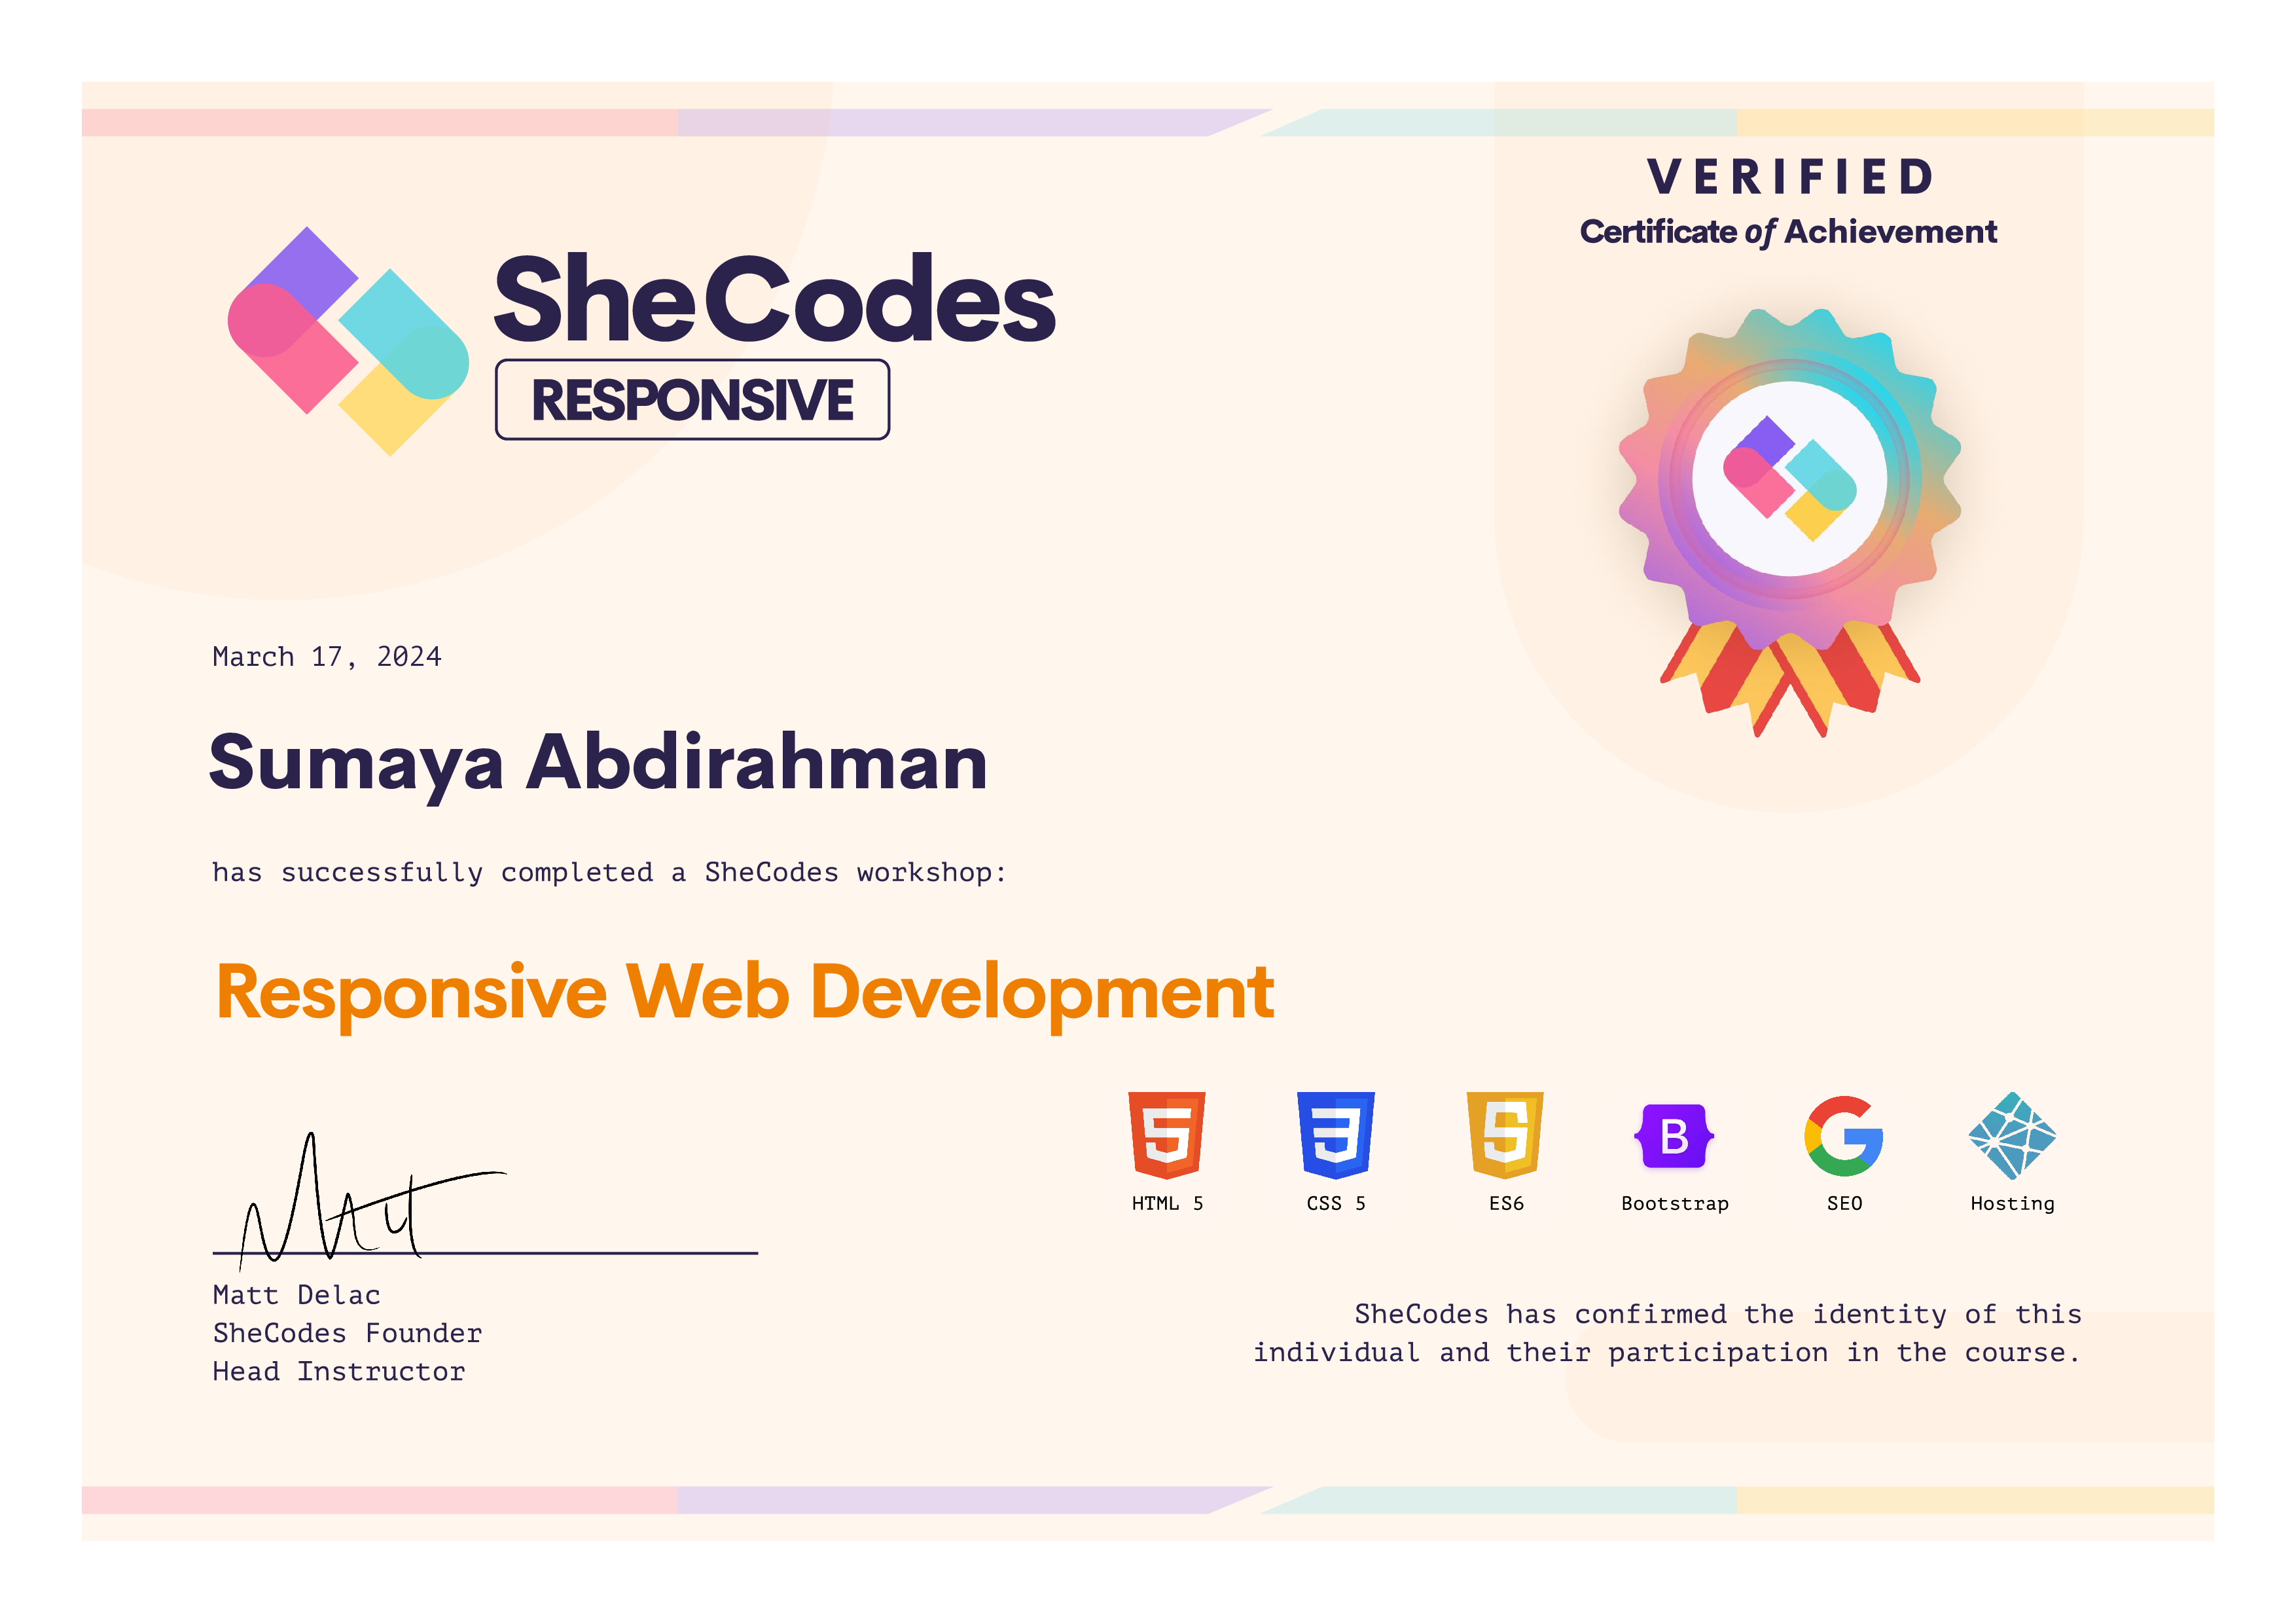 VERIFIED
Certificate of Achievement
SheCodes
RESPONSIVE
March 17, 2024
Sumaya Abdirahman
has successfully completed a SheCodes workshop:
Responsive Web Development
HTML 5 CSS 5 ES6 Bootstrap SEO Hosting
Matt
Matt Delac
SheCodes Founder
Head Instructor
SheCodes has confirmed the identity of this
individual and their participation in the course.